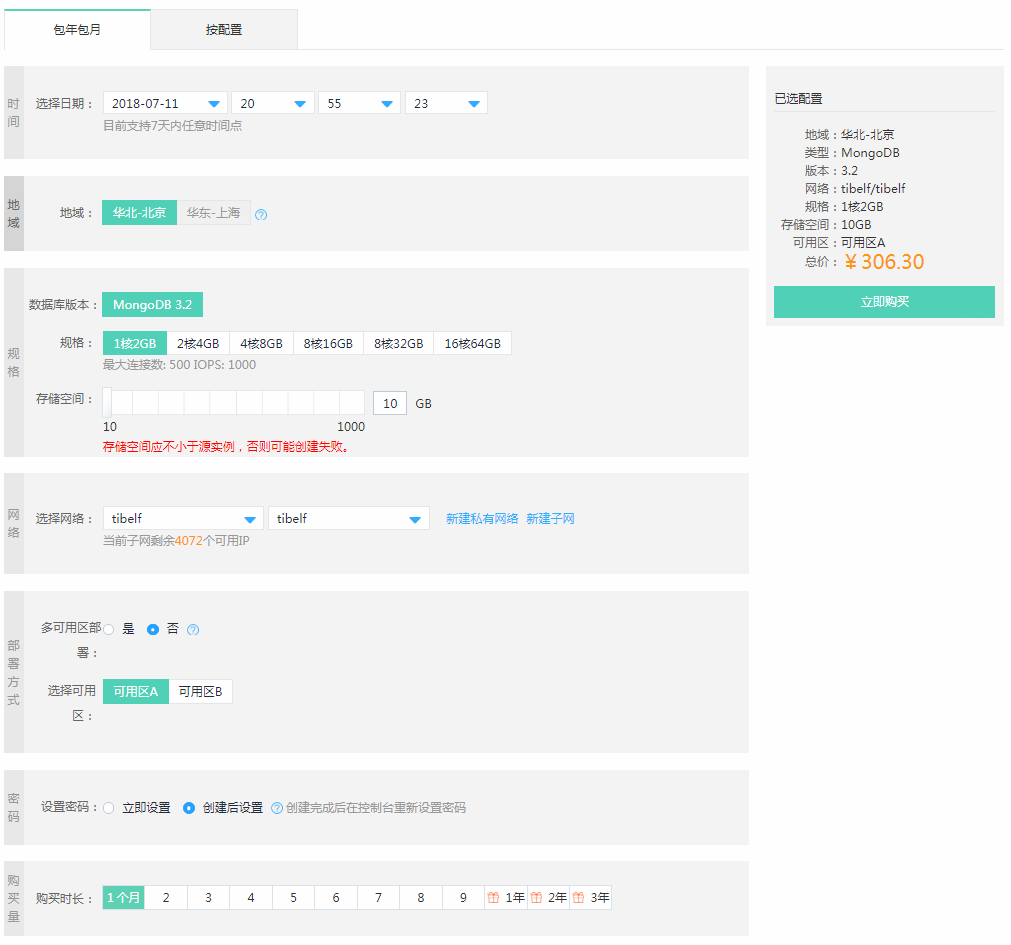 包年包月 按配置
时间
选择日期： 2018-07-11 20 55 23
目前支持7天内任意时间点
地域
地域： 华北-北京 华东-上海 ?
规格
数据库版本： MongoDB 3.2
规格： 1核2GB 2核4GB 4核8GB 8核16GB 8核32GB 16核64GB
最大连接数: 500 IOPS: 1000
存储空间： 10 GB
10 1000
存储空间应不小于源实例，否则可能创建失败。
网络
选择网络： tibelf tibelf 新建私有网络 新建子网
当前子网剩余4072个可用IP
部署方式
多可用区部署： 是 否 ?
选择可用区： 可用区A 可用区B
密码
设置密码： 立即设置 创建后设置 ? 创建完成后在控制台重新设置密码
购买量
购买时长： 1个月 2 3 4 5 6 7 8 9 1年 2年 3年
已选配置
地域：华北-北京
类型：MongoDB
版本：3.2
网络：tibelf/tibelf
规格：1核2GB
存储空间：10GB
可用区：可用区A
总价：￥306.30
立即购买